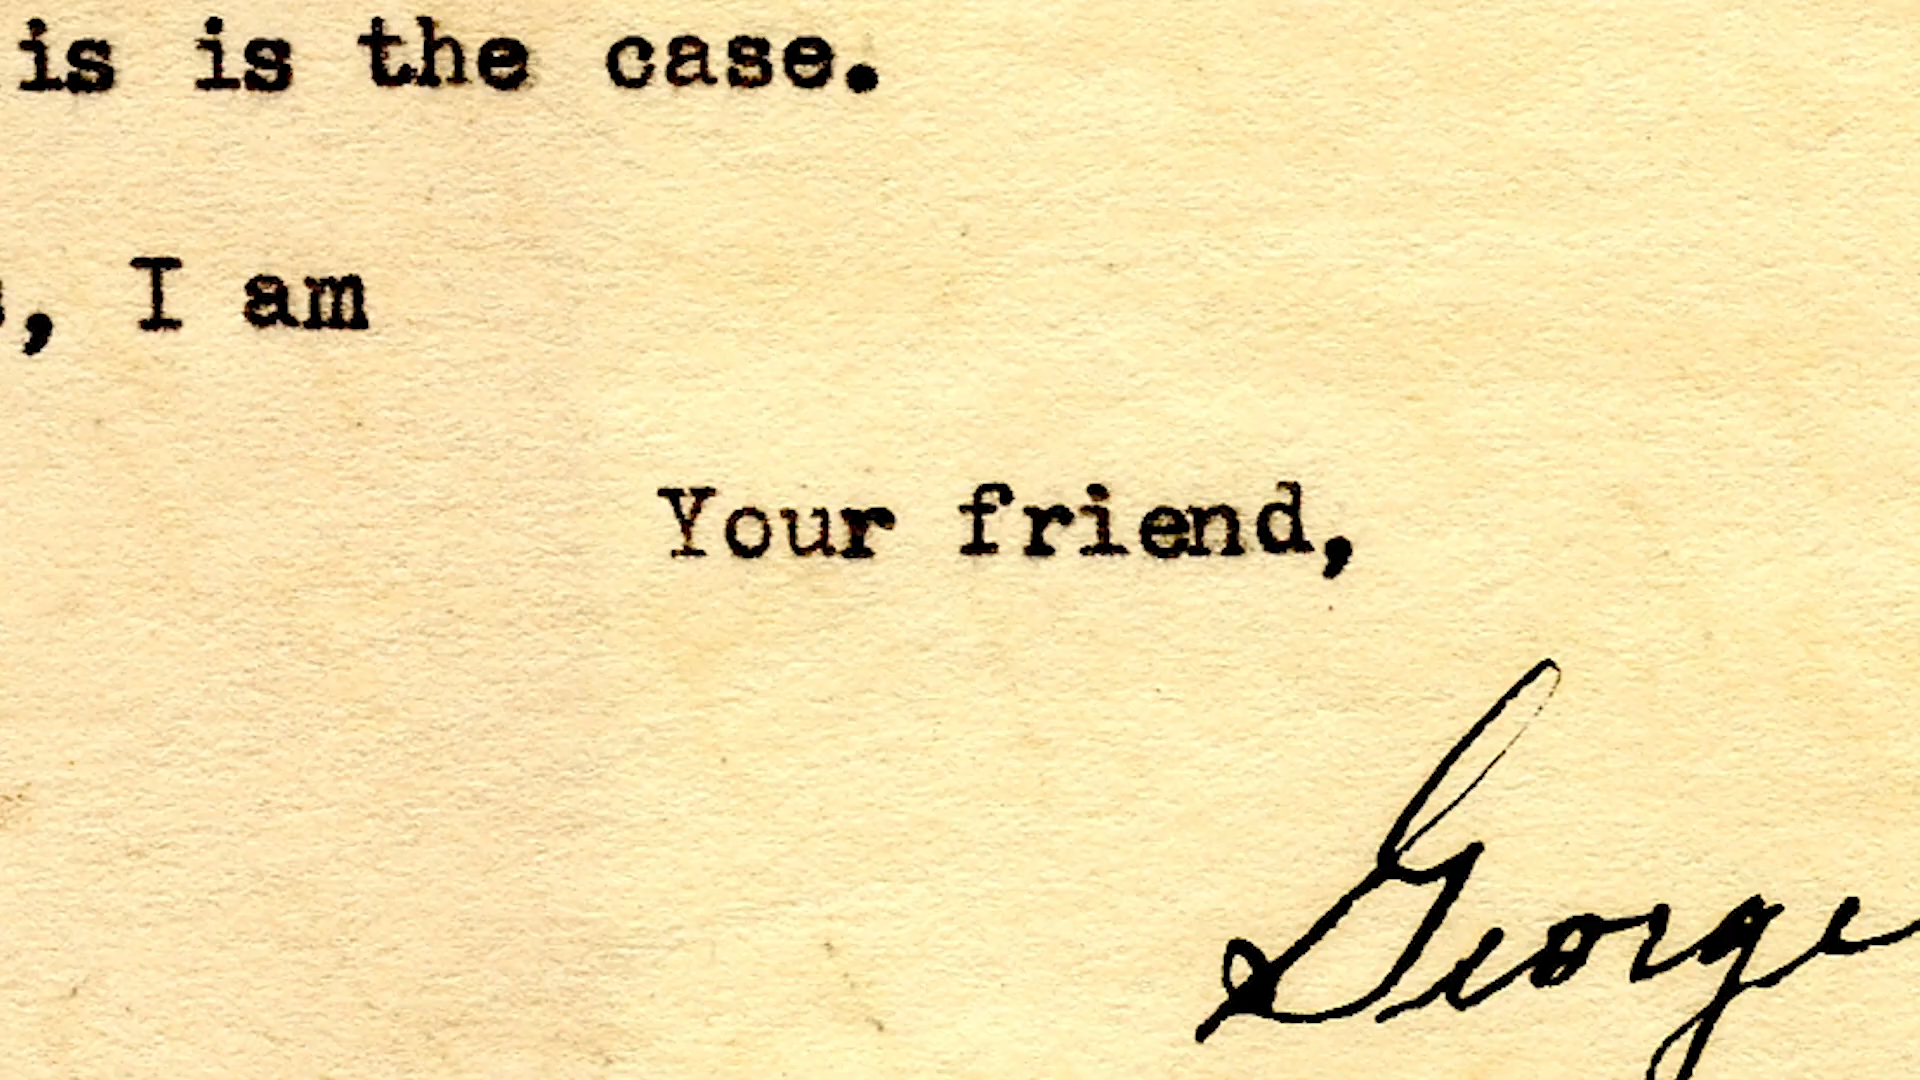 is is the case.
, I am
Your friend,
George